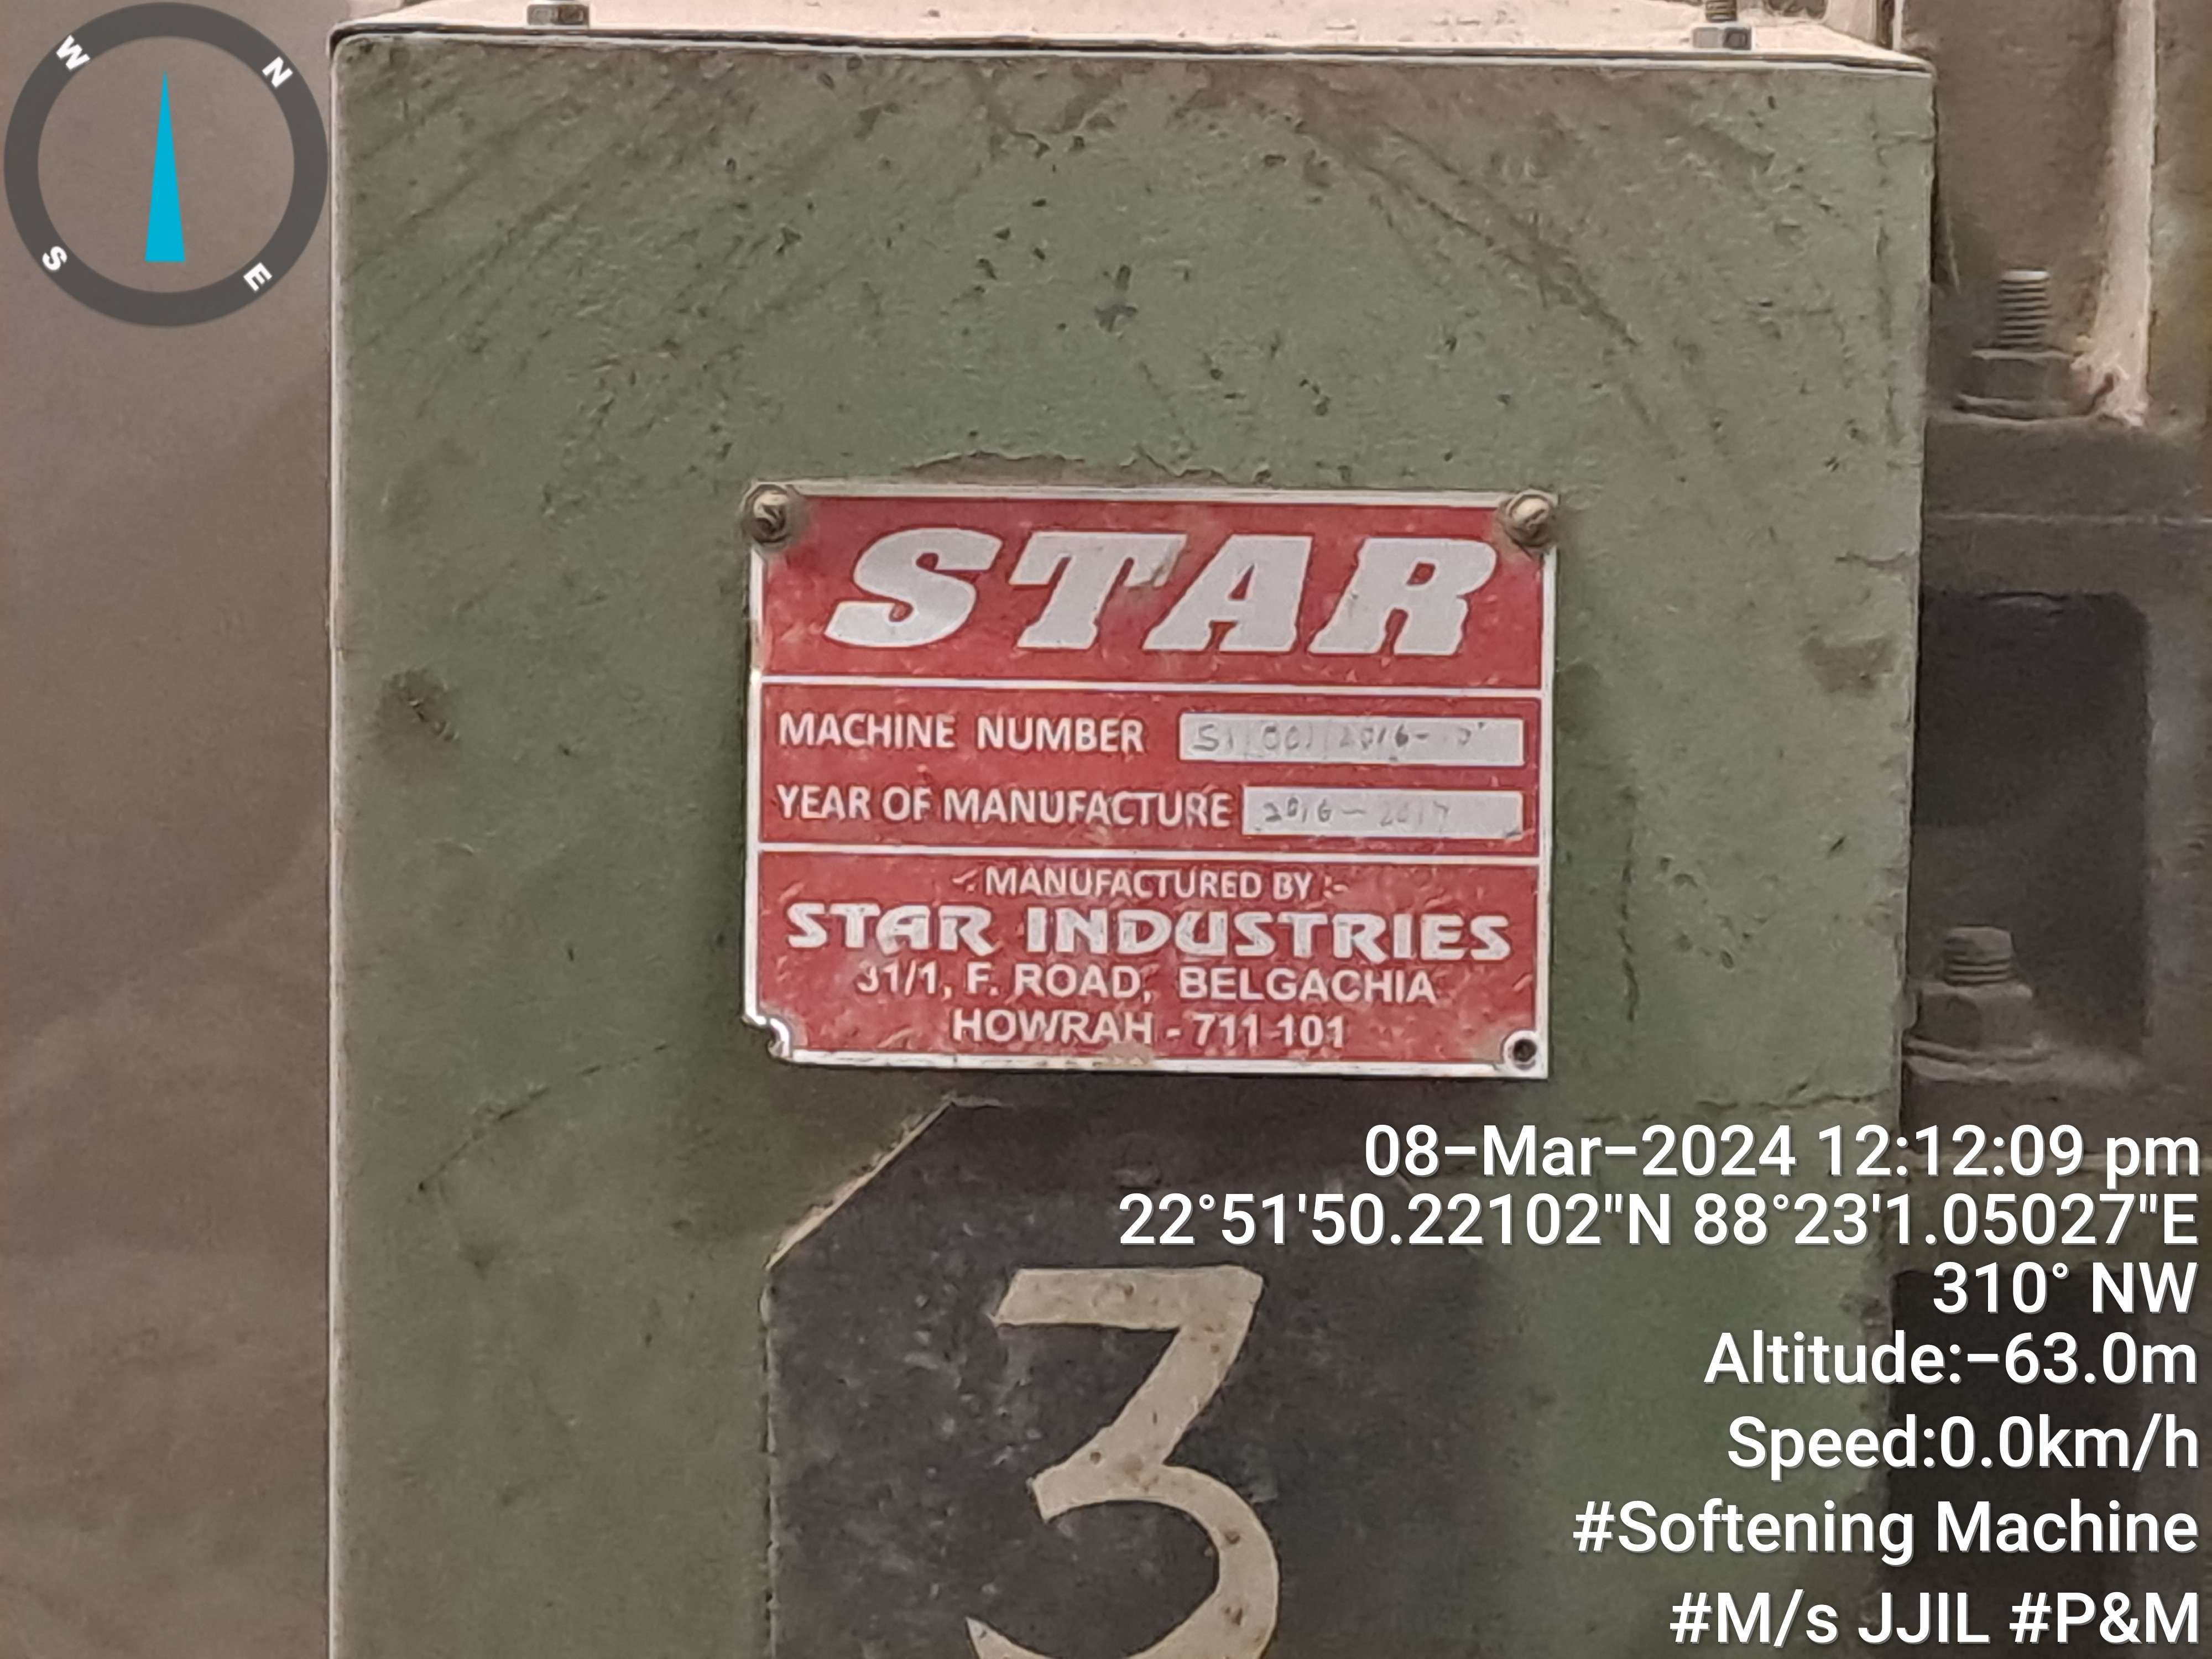 W
N
S
E
STAR
MACHINE NUMBER
YEAR OF MANUFACTURE 2016 - 2017
-: MANUFACTURED BY :-
STAR INDUSTRIES
31/1, F. ROAD, BELGACHIA
HOWRAH - 711 101
3
08-Mar-2024 12:12:09 pm
22°51'50.22102"N 88°23'1.05027"E
310° NW
Altitude:-63.0m
Speed:0.0km/h
#Softening Machine
#M/s JJIL #P&M